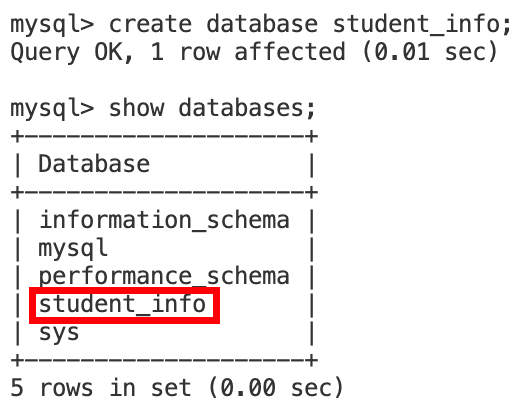 mysql> create database student_info;
Query OK, 1 row affected (0.01 sec)
mysql> show databases;
+--------------------+
| Database           |
+--------------------+
| information_schema |
| mysql              |
| performance_schema |
| student_info       |
| sys                |
+--------------------+
5 rows in set (0.00 sec)